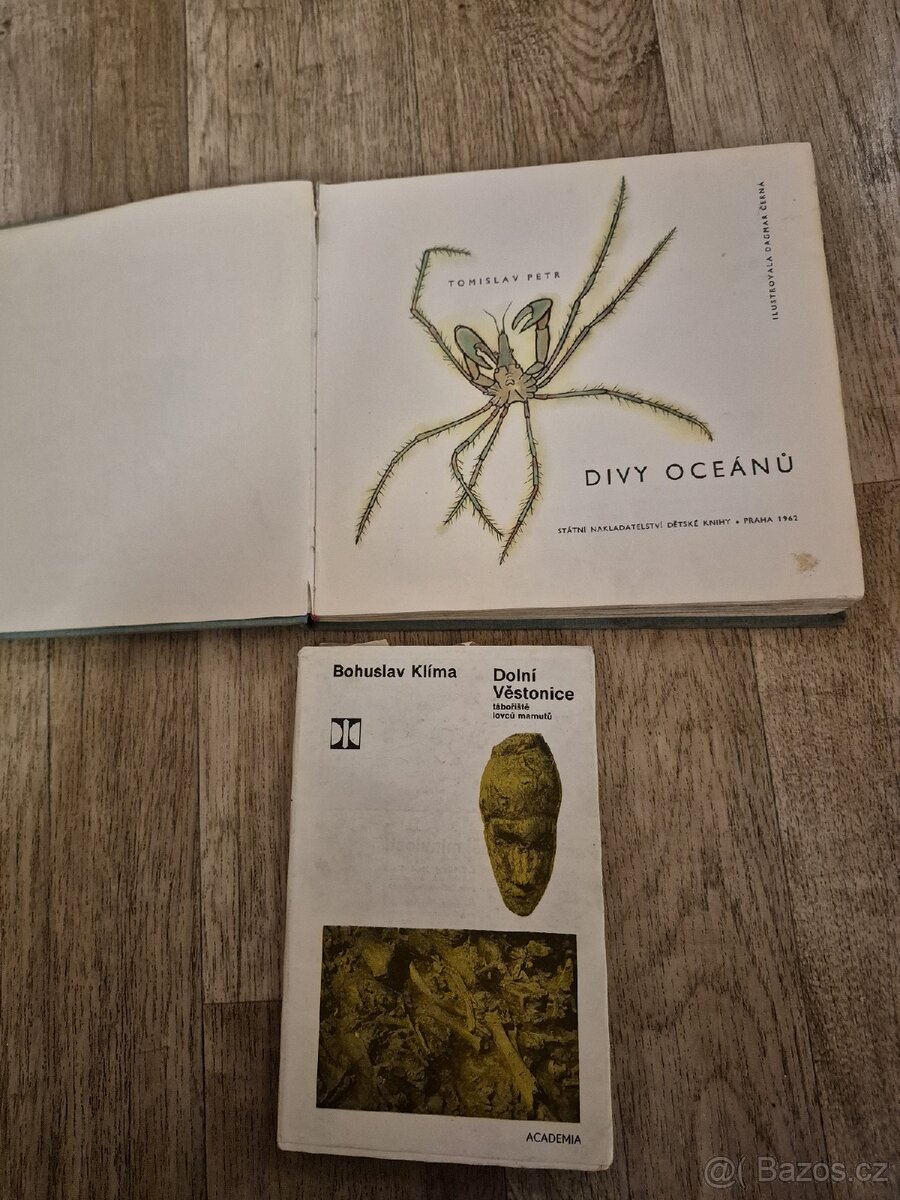 TOMISLAV PETR
ILUSTROVALA DAGMAR ČERNÁ
DIVY OCEÁNŮ
STÁTNÍ NAKLADATELSTVÍ DĚTSKÉ KNIHY • PRAHA 1962
Bohuslav Klíma
Dolní
Věstonice
tábořiště
lovců mamutů
ACADEMIA
@( Bazos.cz